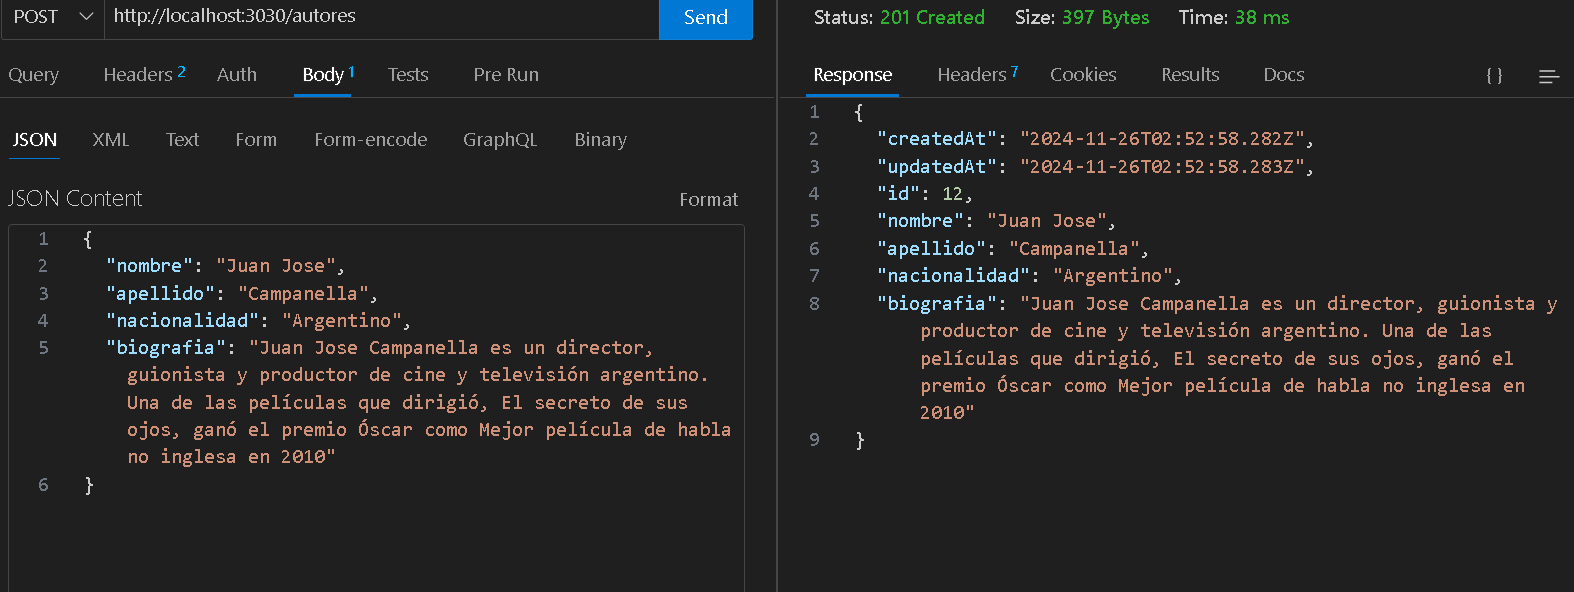 POST http://localhost:3030/autores Send
Query Headers 2 Auth Body 1 Tests Pre Run
JSON XML Text Form Form-encode GraphQL Binary
JSON Content Format
1 {
2 "nombre": "Juan Jose",
3 "apellido": "Campanella",
4 "nacionalidad": "Argentino",
5 "biografia": "Juan Jose Campanella es un director,
guionista y productor de cine y televisión argentino.
Una de las películas que dirigió, El secreto de sus
ojos, ganó el premio Óscar como Mejor película de habla
no inglesa en 2010"
6 }
Status: 201 Created Size: 397 Bytes Time: 38 ms
Response Headers 7 Cookies Results Docs {}
1 {
2 "createdAt": "2024-11-26T02:52:58.282Z",
3 "updatedAt": "2024-11-26T02:52:58.283Z",
4 "id": 12,
5 "nombre": "Juan Jose",
6 "apellido": "Campanella",
7 "nacionalidad": "Argentino",
8 "biografia": "Juan Jose Campanella es un director, guionista y
productor de cine y televisión argentino. Una de las
películas que dirigió, El secreto de sus ojos, ganó el
premio Óscar como Mejor película de habla no inglesa en
2010"
9 }